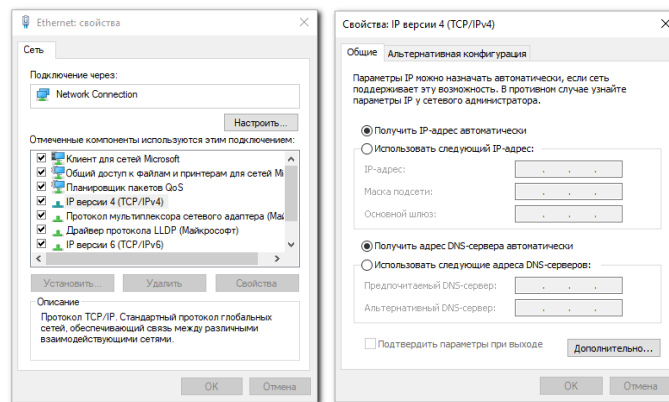 Ethernet: свойства
Сеть
Подключение через:
Network Connection
Настроить...
Отмеченные компоненты используются этим подключением:
Клиент для сетей Microsoft
Общий доступ к файлам и принтерам для сетей Mi
Планировщик пакетов QoS
IP версии 4 (TCP/IPv4)
Протокол мультиплексора сетевого адаптера (Май
Драйвер протокола LLDP (Майкрософт)
IP версии 6 (TCP/IPv6)
Установить...
Удалить
Свойства
Описание
Протокол TCP/IP. Стандартный протокол глобальных
сетей, обеспечивающий связь между различными
взаимодействующими сетями.
OK
Отмена
Свойства: IP версии 4 (TCP/IPv4)
Общие
Альтернативная конфигурация
Параметры IP можно назначать автоматически, если сеть
поддерживает эту возможность. В противном случае узнайте
параметры IP у сетевого администратора.
Получить IP-адрес автоматически
Использовать следующий IP-адрес:
IP-адрес:
Маска подсети:
Основной шлюз:
Получить адрес DNS-сервера автоматически
Использовать следующие адреса DNS-серверов:
Предпочитаемый DNS-сервер:
Альтернативный DNS-сервер:
Подтвердить параметры при выходе
Дополнительно...
OK
Отмена